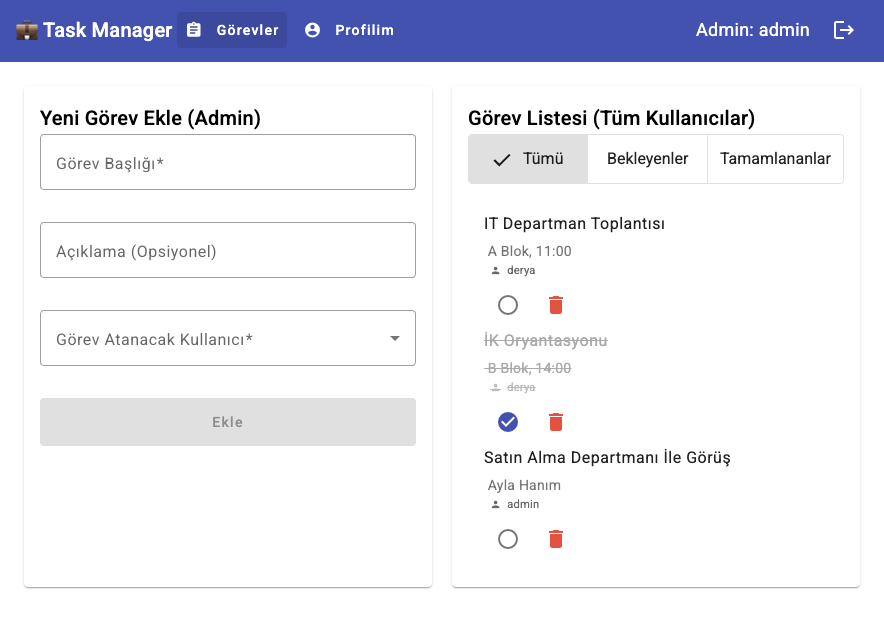 Task Manager Görevler Profilim Admin: admin
Yeni Görev Ekle (Admin)
Görev Başlığı*
Açıklama (Opsiyonel)
Görev Atanacak Kullanıcı*
Ekle
Görev Listesi (Tüm Kullanıcılar)
Tümü Bekleyenler Tamamlananlar
IT Departman Toplantısı
A Blok, 11:00
derya
İK Oryantasyonu
B Blok, 14:00
derya
Satın Alma Departmanı İle Görüş
Ayla Hanım
admin